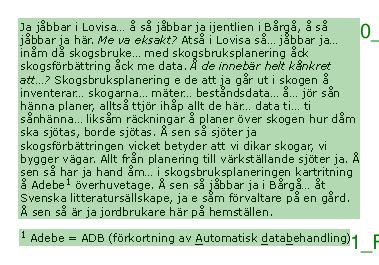 Ja jåbbar i Lovisa... å så jåbbar ja ijentlien i Bårgå, å så
jåbbar ja här. Me va eksakt? Atså i Lovisa så... jåbbar ja...
inåm då skogsbruke... med skogsbruksplanering åck
skogsförbättring åck me data. Å de innebär helt kånkret
att...? Skogsbruksplanering e de att ja går ut i skogen å
inventerar... skogarna... mäter... beståndsdata... å... jör sån
hänna planer, alltså ttjör ihåp allt de här... data ti... ti
sånhänna... liksåm räckningar å planer över skogen hur dåm
ska sjötas, borde sjötas. Å sen så sjöter ja
skogsförbättringen vicket betyder att vi dikar skogar, vi
bygger vägar. Allt från planering till värkställande sjöter ja. Å
sen så har ja hand åm... i skogsbruksplaneringen kartritning
å Adebe¹ överhuvetage. Å sen så jåbbar ja i Bårgå... åt
Svenska litteratursällskape, ja e såm förvaltare på en gård.
Å sen så är ja jordbrukare här på hemställen.
¹ Adebe = ADB (förkortning av Automatisk databehandling)